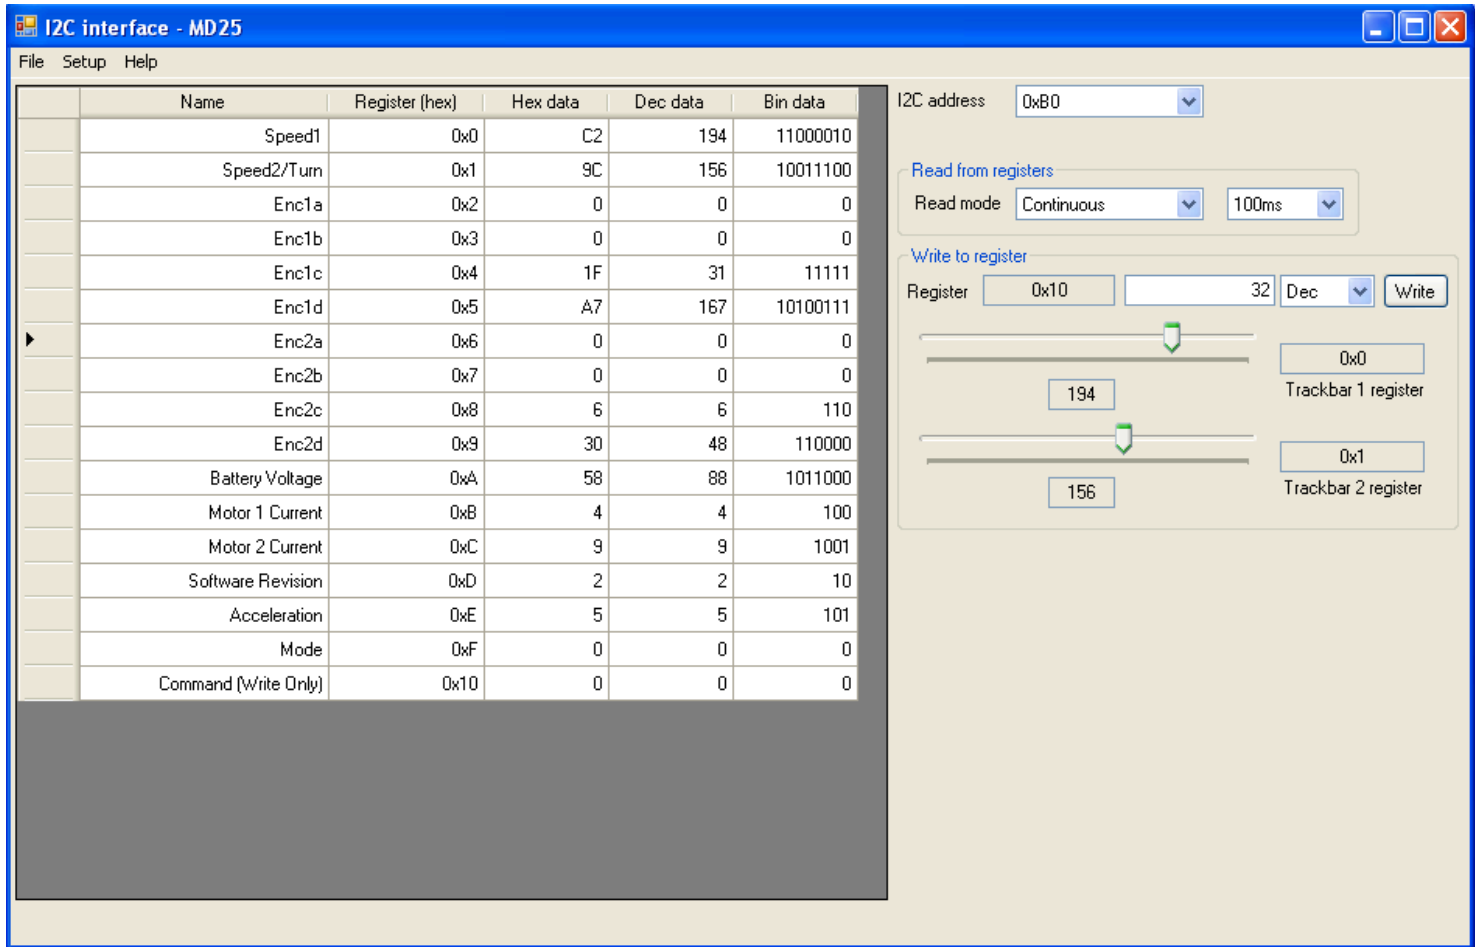 I2C interface - MD25
File Setup Help
Name Register (hex) Hex data Dec data Bin data
Speed1 0x0 C2 194 11000010
Speed2/Turn 0x1 9C 156 10011100
Enc1a 0x2 0 0 0
Enc1b 0x3 0 0 0
Enc1c 0x4 1F 31 11111
Enc1d 0x5 A7 167 10100111
Enc2a 0x6 0 0 0
Enc2b 0x7 0 0 0
Enc2c 0x8 6 6 110
Enc2d 0x9 30 48 110000
Battery Voltage 0xA 58 88 1011000
Motor 1 Current 0xB 4 4 100
Motor 2 Current 0xC 9 9 1001
Software Revision 0xD 2 2 10
Acceleration 0xE 5 5 101
Mode 0xF 0 0 0
Command (Write Only) 0x10 0 0 0
I2C address 0xB0
Read from registers
Read mode Continuous 100ms
Write to register
Register 0x10 32 Dec Write
0x0
194 Trackbar 1 register
0x1
156 Trackbar 2 register